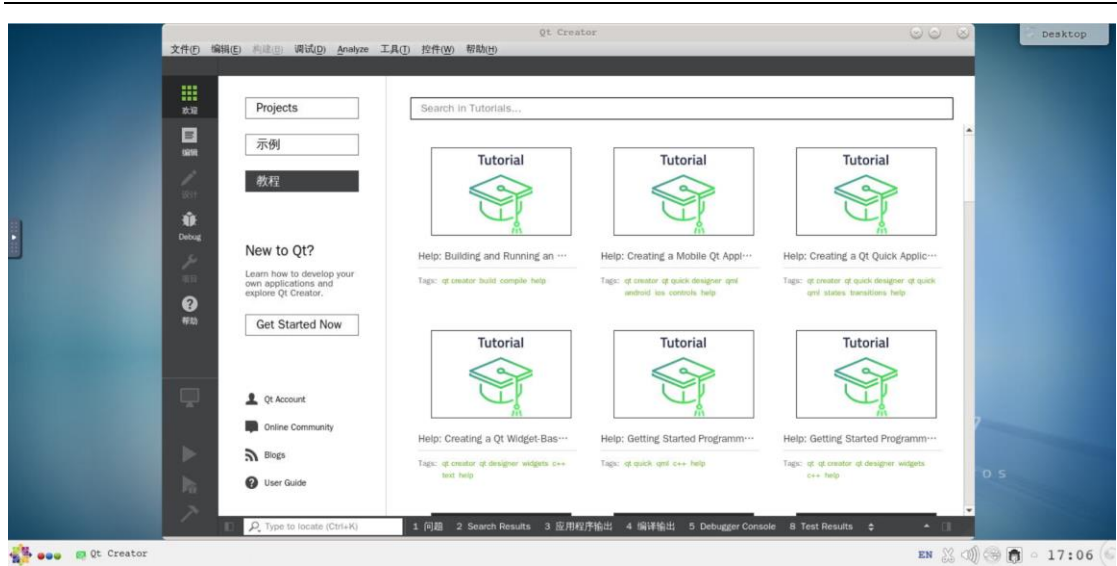 Qt Creator
Desktop
文件(F) 编辑(E) 构建(B) 调试(D) Analyze 工具(T) 控件(W) 帮助(H)
欢迎
编辑
设计
Debug
帮助
Projects
示例
教程
New to Qt?
Learn how to develop your
own applications and
explore Qt Creator.
Get Started Now
Qt Account
Online Community
Blogs
User Guide
Search in Tutorials...
Tutorial Tutorial Tutorial
Help: Building and Running an ··· Help: Creating a Mobile Qt Appl··· Help: Creating a Qt Quick Applic···
Tags: qt creator build compile help Tags: qt creator qt quick designer qml Tags: qt creator qt quick designer qt quick
android ios controls help qml states transitions help
Tutorial Tutorial Tutorial
Help: Creating a Qt Widget-Bas··· Help: Getting Started Programm··· Help: Getting Started Programm···
Tags: qt creator qt designer widgets c++ Tags: qt quick qml c++ help Tags: qt qt creator qt designer widgets
text help c++ help
Type to locate (Ctrl+K) 1 问题 2 Search Results 3 应用程序输出 4 编译输出 5 Debugger Console 8 Test Results
7
OS
Qt Creator EN 17:06